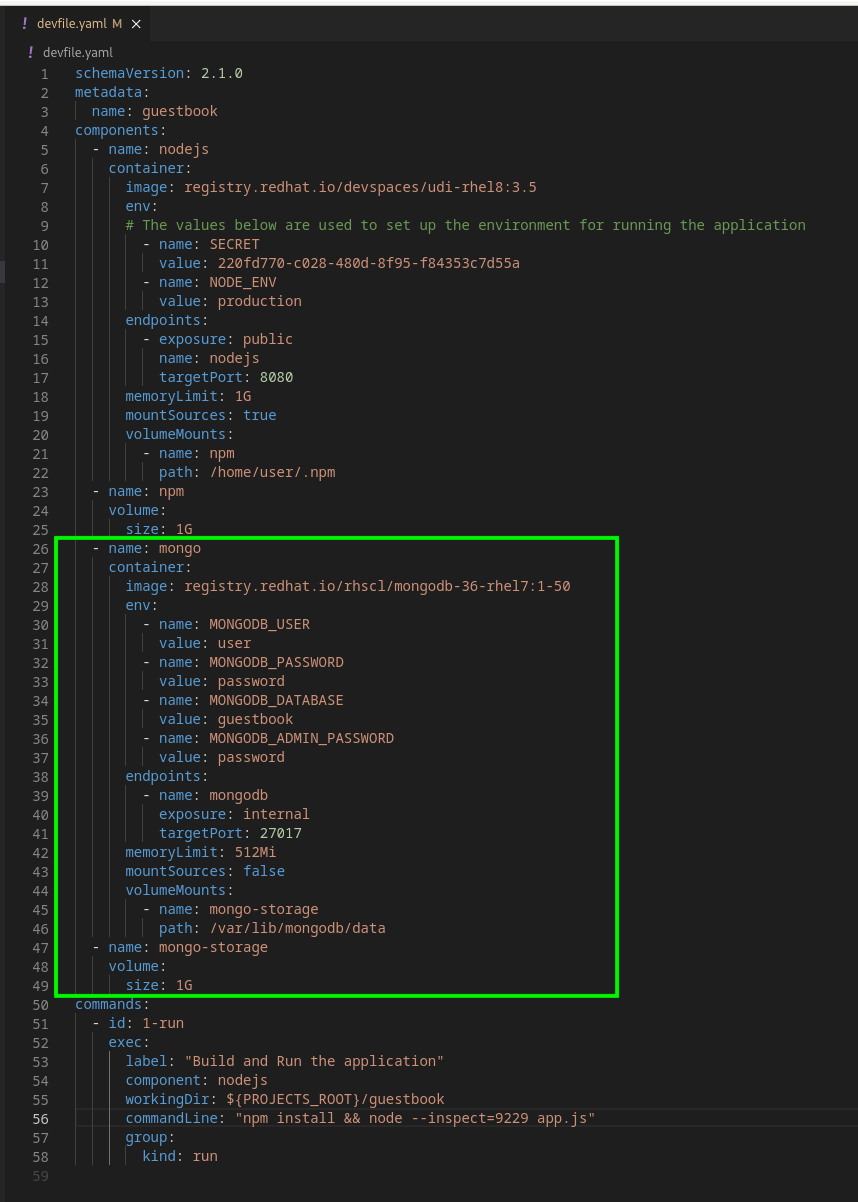 ! devfile.yaml M ×
! devfile.yaml
1 schemaVersion: 2.1.0
2 metadata:
3   name: guestbook
4 components:
5   - name: nodejs
6     container:
7       image: registry.redhat.io/devspaces/udi-rhel8:3.5
8       env:
9       # The values below are used to set up the environment for running the application
10         - name: SECRET
11           value: 220fd770-c028-480d-8f95-f84353c7d55a
12         - name: NODE_ENV
13           value: production
14       endpoints:
15         - exposure: public
16           name: nodejs
17           targetPort: 8080
18       memoryLimit: 1G
19       mountSources: true
20       volumeMounts:
21         - name: npm
22           path: /home/user/.npm
23   - name: npm
24     volume:
25       size: 1G
26   - name: mongo
27     container:
28       image: registry.redhat.io/rhscl/mongodb-36-rhel7:1-50
29       env:
30         - name: MONGODB_USER
31           value: user
32         - name: MONGODB_PASSWORD
33           value: password
34         - name: MONGODB_DATABASE
35           value: guestbook
36         - name: MONGODB_ADMIN_PASSWORD
37           value: password
38       endpoints:
39         - name: mongodb
40           exposure: internal
41           targetPort: 27017
42       memoryLimit: 512Mi
43       mountSources: false
44       volumeMounts:
45         - name: mongo-storage
46           path: /var/lib/mongodb/data
47   - name: mongo-storage
48     volume:
49       size: 1G
50 commands:
51   - id: 1-run
52     exec:
53       label: "Build and Run the application"
54       component: nodejs
55       workingDir: ${PROJECTS_ROOT}/guestbook
56       commandLine: "npm install && node --inspect=9229 app.js"
57       group:
58         kind: run
59